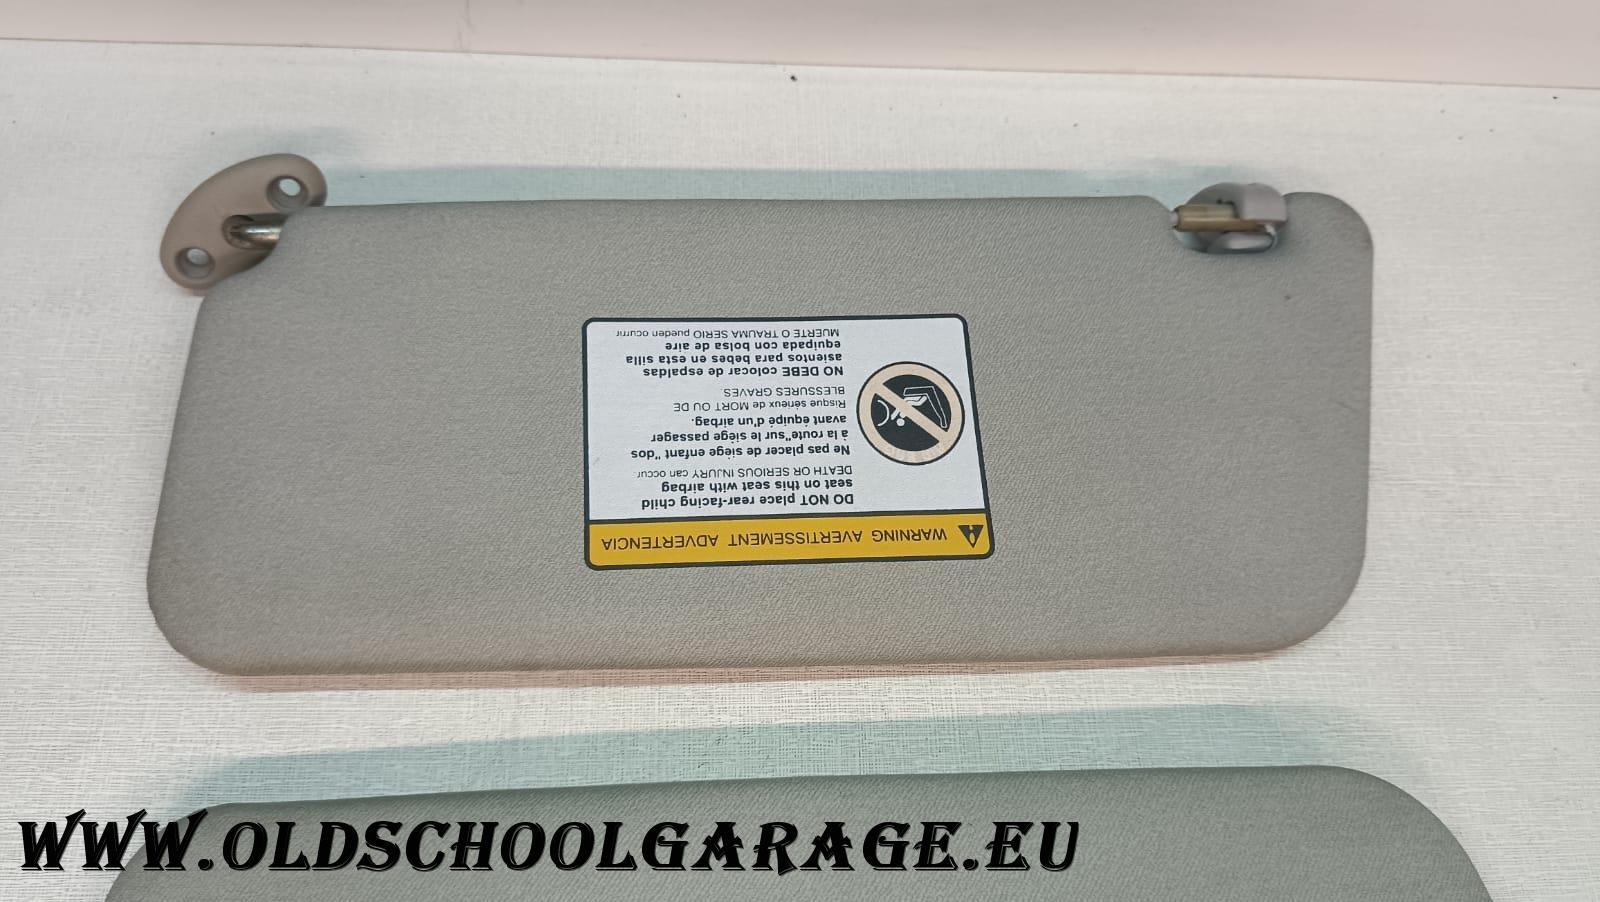 WARNING AVERTISSEMENT ADVERTENCIA
DO NOT place rear-facing child
seat on this seat with airbag
DEATH OR SERIOUS INJURY can occur
Ne pas placer de siège enfant "dos
à la route" sur le siège passager
avant équipé d'un airbag.
Risque sérieux de MORT OU DE
BLESSURES GRAVES
NO DEBE colocar de espaldas
asientos para bebes en esta silla
equipada con bolsa de aire
MUERTE O TRAUMA SERIO pueden ocurrir
WWW.OLDSCHOOLGARAGE.EU